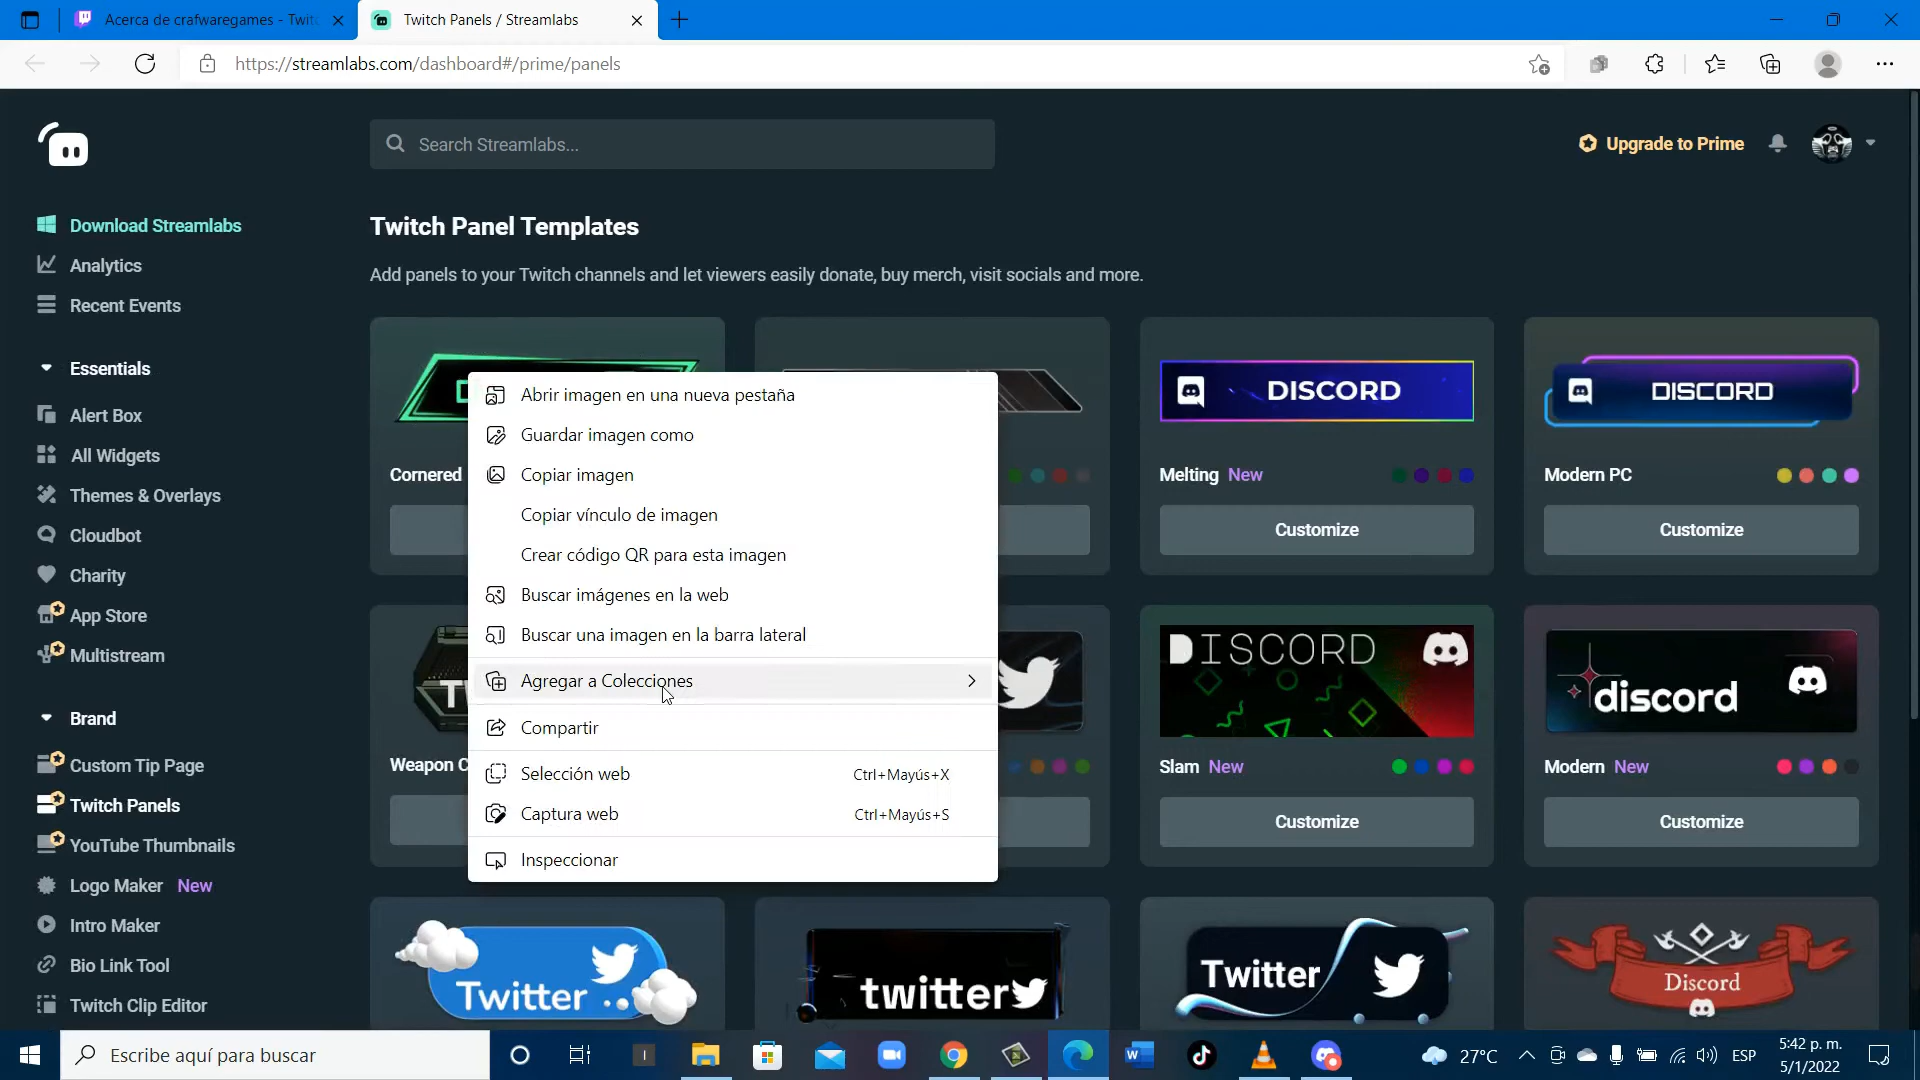 Acerca de crafwaregames - Twit
Twitch Panels / Streamlabs
https://streamlabs.com/dashboard#/prime/panels
Search Streamlabs...
Upgrade to Prime
Download Streamlabs
Analytics
Recent Events
Essentials
Alert Box
All Widgets
Themes & Overlays
Cloudbot
Charity
App Store
Multistream
Brand
Custom Tip Page
Twitch Panels
YouTube Thumbnails
Logo Maker New
Intro Maker
Bio Link Tool
Twitch Clip Editor
Twitch Panel Templates
Add panels to your Twitch channels and let viewers easily donate, buy merch, visit socials and more.
Cornered
DISCORD
Melting New
Customize
DISCORD
Modern PC
Customize
Abrir imagen en una nueva pestaña
Guardar imagen como
Copiar imagen
Copiar vínculo de imagen
Crear código QR para esta imagen
Buscar imágenes en la web
Buscar una imagen en la barra lateral
Agregar a Colecciones
Compartir
Selección web Ctrl+Mayús+X
Captura web Ctrl+Mayús+S
Inspeccionar
Weapon C
DISCORD
Slam New
Customize
discord
Modern New
Customize
Twitter
twitter
Twitter
Discord
Escribe aquí para buscar
27°C
ESP
5:42 p. m.
5/1/2022